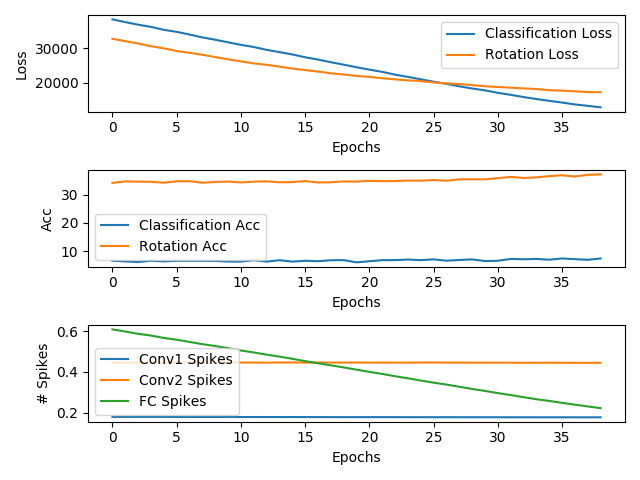 Loss
30000
20000
Classification Loss
Rotation Loss
0 5 10 15 20 25 30 35
Epochs
Acc
30
20
10
Classification Acc
Rotation Acc
0 5 10 15 20 25 30 35
Epochs
# Spikes
0.6
0.4
0.2
Conv1 Spikes
Conv2 Spikes
FC Spikes
0 5 10 15 20 25 30 35
Epochs